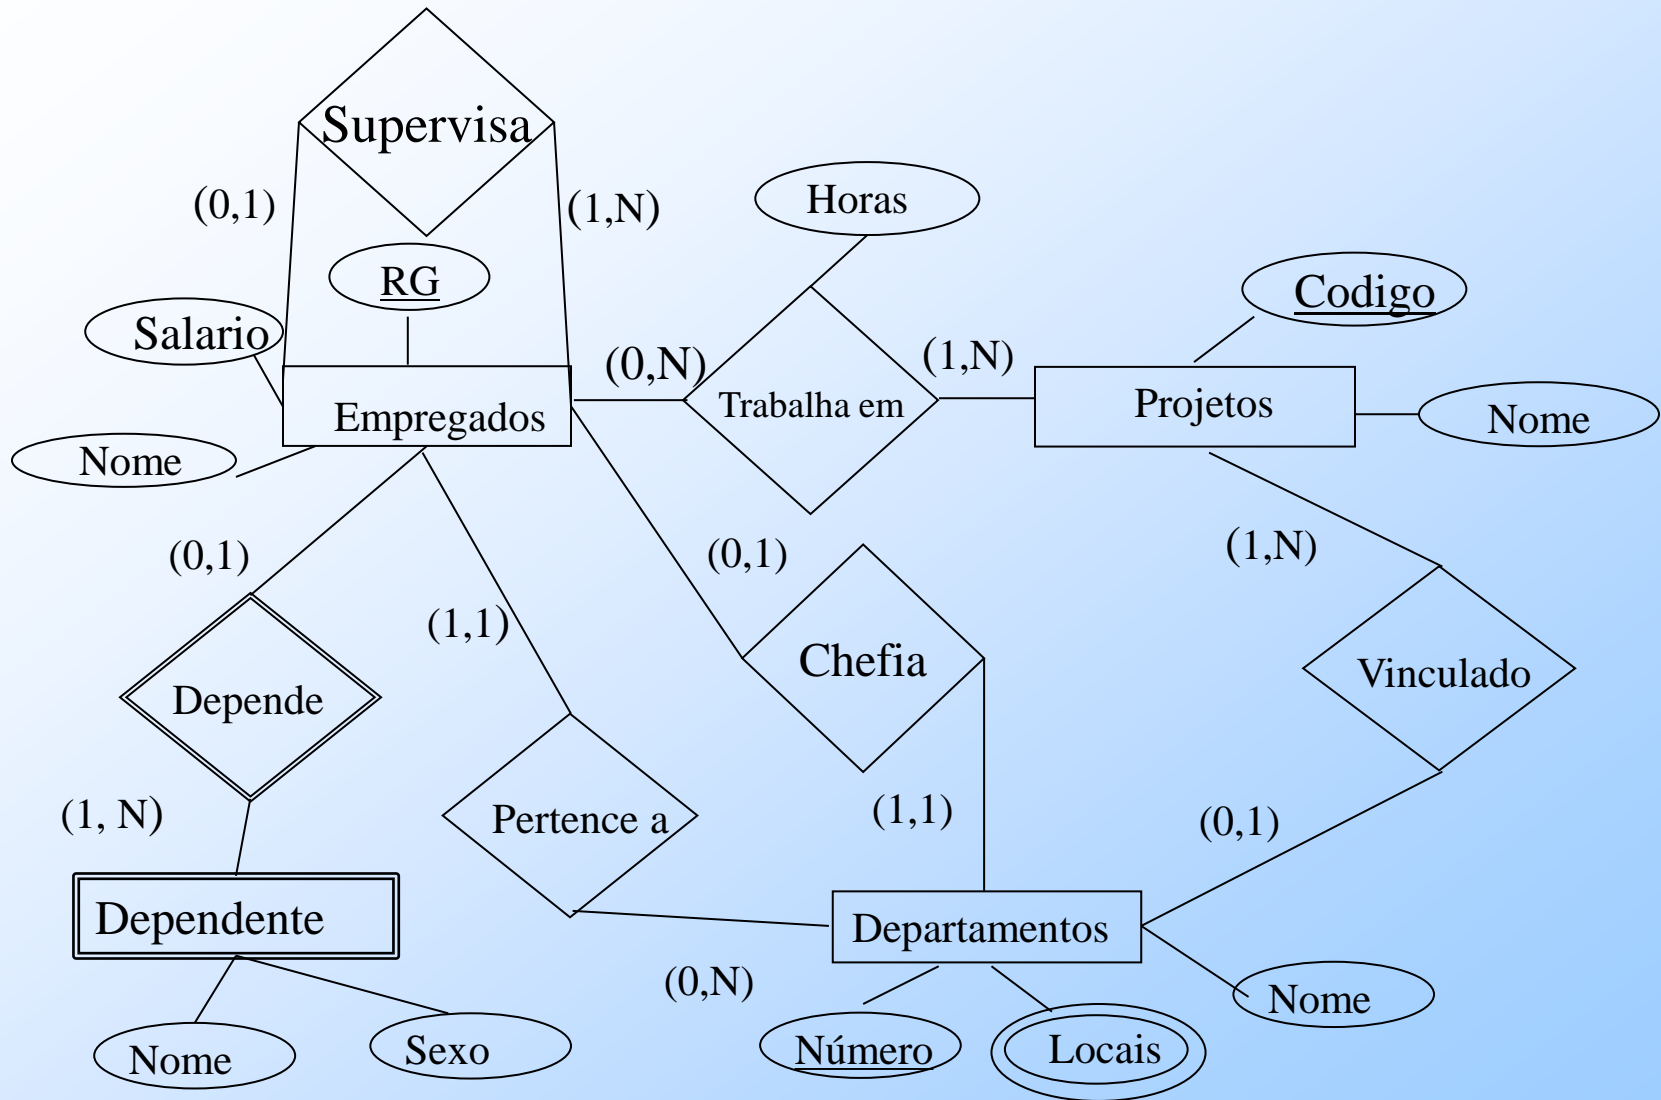 Supervisa
(0,1)
(1,N)
Horas
RG
Codigo
Salario
(0,N)
(1,N)
Empregados
Trabalha em
Projetos
Nome
Nome
(0,1)
(0,1)
(1,N)
(1,1)
Chefia
Vinculado
Depende
(1, N)
Pertence a
(1,1)
(0,1)
Dependente
Departamentos
(0,N)
Nome
Nome
Sexo
Número
Locais